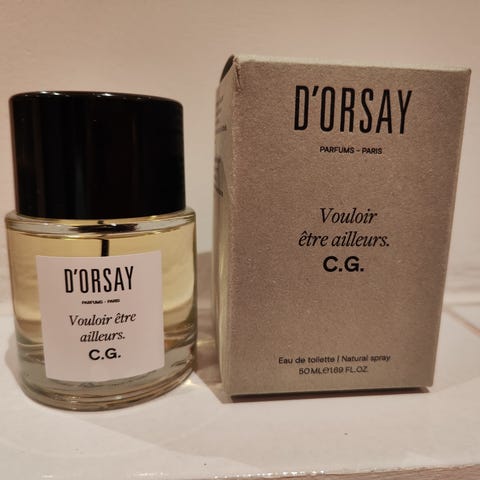 D'ORSAY
PARFUMS - PARIS
Vouloir être
ailleurs.
C.G.
D'ORSAY
PARFUMS - PARIS
Vouloir
être ailleurs.
C.G.
Eau de toilette | Natural spray
50 ML℮1.69 FL.OZ.